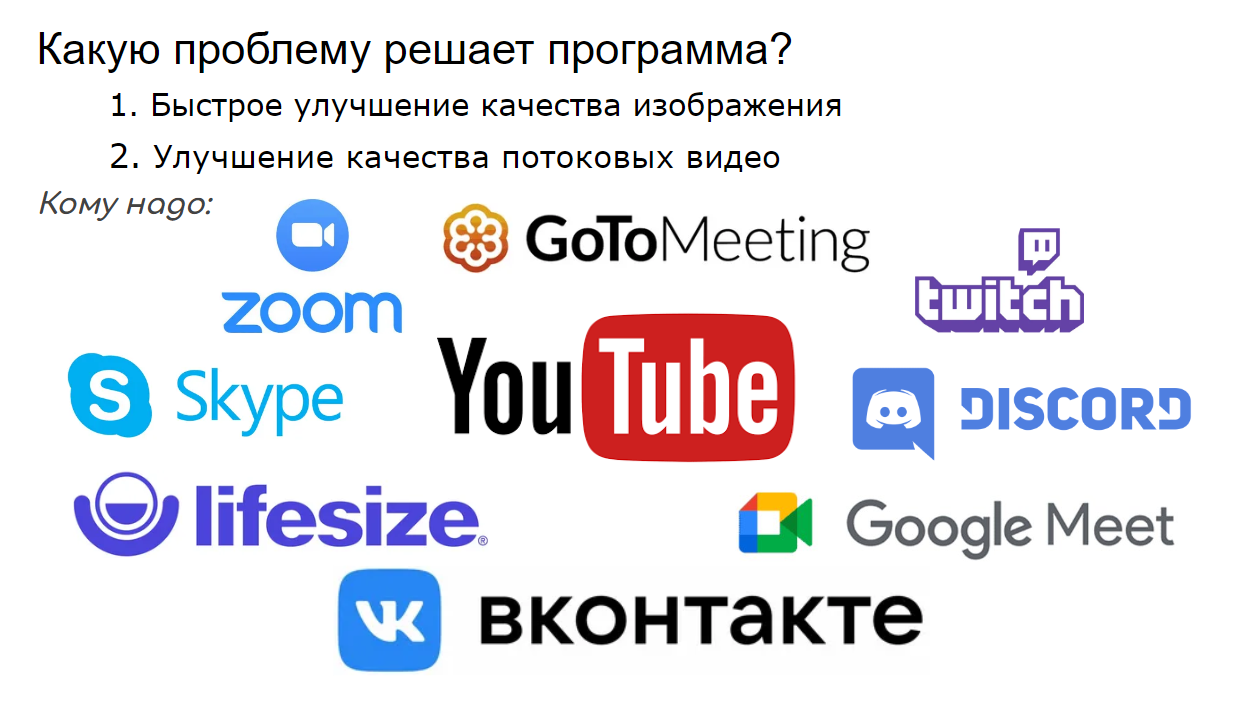 Какую проблему решает программа?
1. Быстрое улучшение качества изображения
2. Улучшение качества потоковых видео
Кому надо:
zoom
GoToMeeting
twitch
S Skype
YouTube
DISCORD
lifesize®
Google Meet
VK ВКОНТАКТЕ